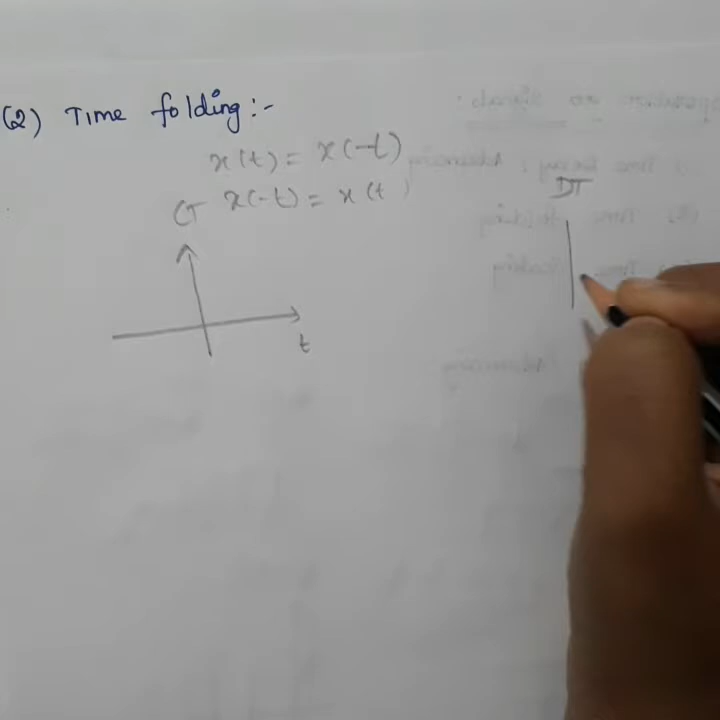 (2) Time folding :-
x(t) = x(-t)
CT x(-t) = x(t)
DT
t